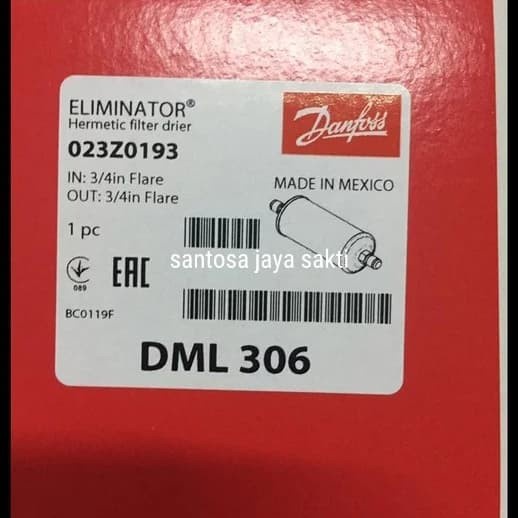 ELIMINATOR®
Hermetic filter drier
023Z0193
IN: 3/4in Flare
OUT: 3/4in Flare
Danfoss
MADE IN MEXICO
1 pc
santosa jaya sakti
089
EAC
BC0119F
DML 306